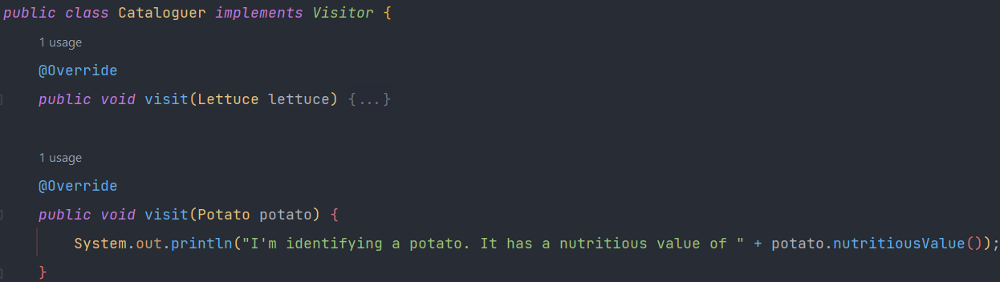 public class Cataloguer implements Visitor {
1 usage
@Override
public void visit(Lettuce lettuce) {...}
1 usage
@Override
public void visit(Potato potato) {
System.out.println("I'm identifying a potato. It has a nutritious value of " + potato.nutritiousValue());
}